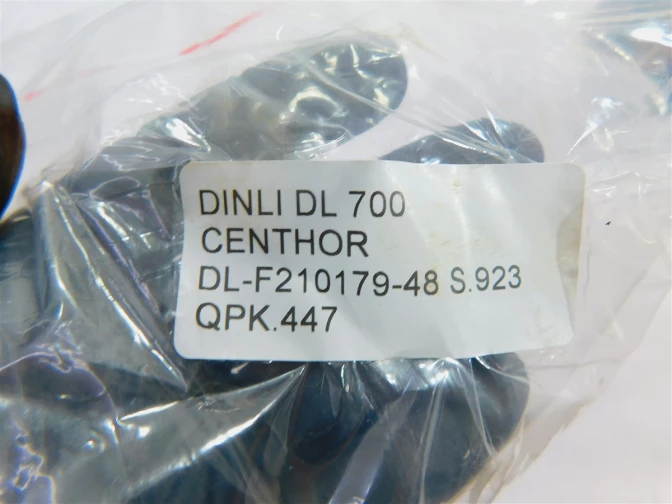 DINLI DL 700
CENTHOR
DL-F210179-48 S.923
QPK.447